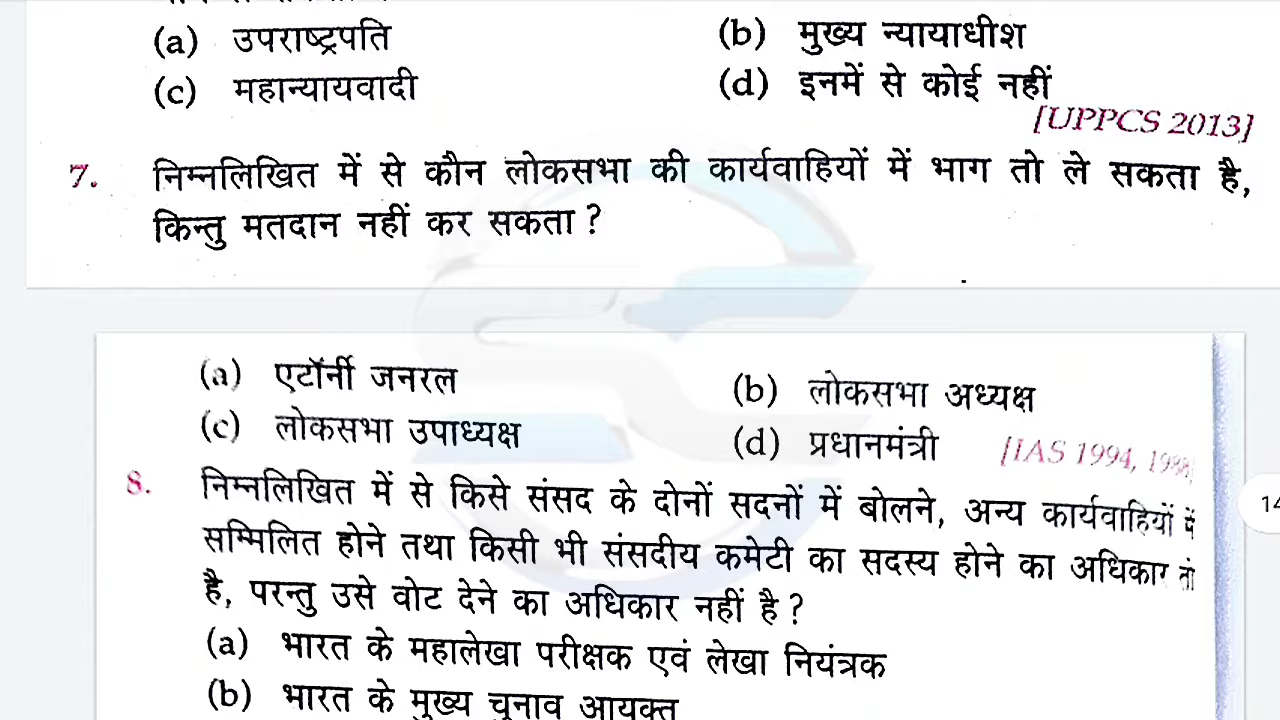 (a) उपराष्ट्रपति (b) मुख्य न्यायाधीश
(c) महान्यायवादी (d) इनमें से कोई नहीं
[UPPCS 2013]
7. निम्नलिखित में से कौन लोकसभा की कार्यवाहियों में भाग तो ले सकता है,
किन्तु मतदान नहीं कर सकता ?
(a) एटॉर्नी जनरल (b) लोकसभा अध्यक्ष
(c) लोकसभा उपाध्यक्ष (d) प्रधानमंत्री [IAS 1994, 1998]
8. निम्नलिखित में से किसे संसद के दोनों सदनों में बोलने, अन्य कार्यवाहियों में
सम्मिलित होने तथा किसी भी संसदीय कमेटी का सदस्य होने का अधिकार तो
है, परन्तु उसे वोट देने का अधिकार नहीं है ?
14
(a) भारत के महालेखा परीक्षक एवं लेखा नियंत्रक
(b) भारत के मुख्य चुनाव आयुक्त